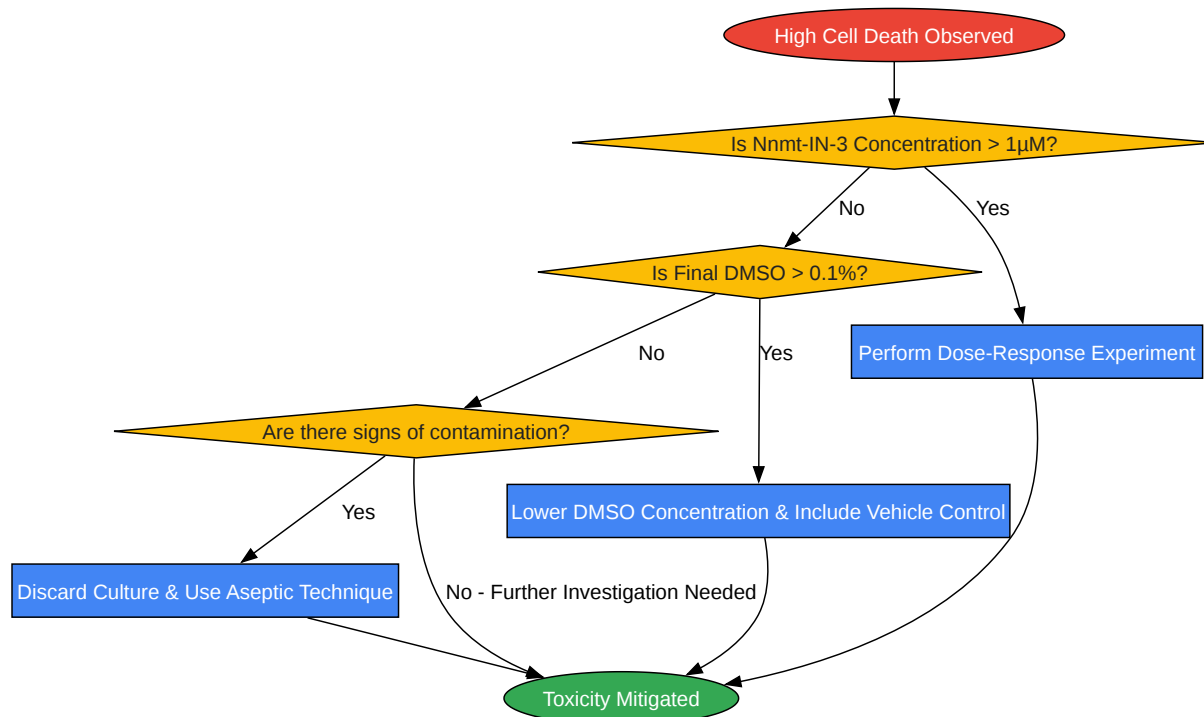 High Cell Death Observed
Is Nnmt-IN-3 Concentration > 1µM?
No
Yes
Is Final DMSO > 0.1%?
No
Yes
Perform Dose-Response Experiment
Are there signs of contamination?
Yes
Lower DMSO Concentration & Include Vehicle Control
Discard Culture & Use Aseptic Technique
No - Further Investigation Needed
Toxicity Mitigated